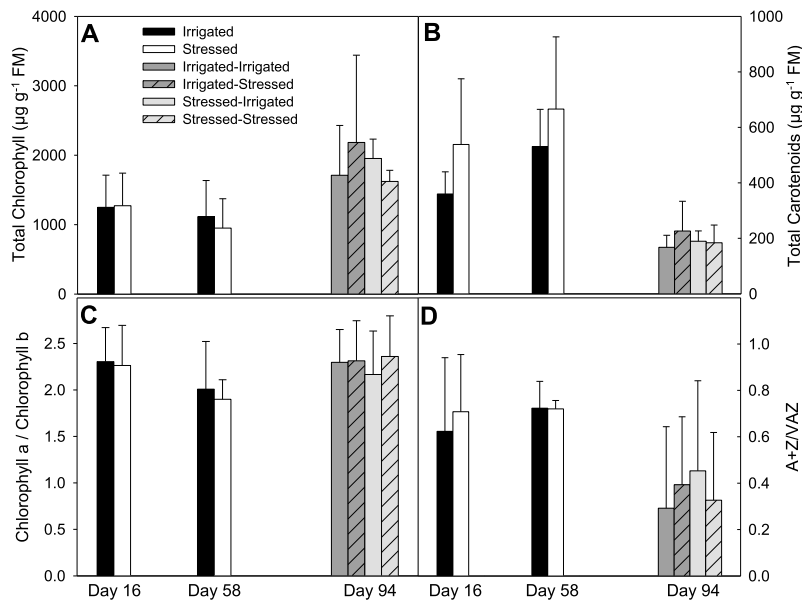 A
B
Irrigated
Stressed
Irrigated-Irrigated
Irrigated-Stressed
Stressed-Irrigated
Stressed-Stressed
Total Chlorophyll (µg g⁻¹ FM)
4000
3000
2000
1000
0
1000
800
600
400
200
0
Total Carotenoids (µg g⁻¹ FM)
C
D
Chlorophyll a / Chlorophyll b
2.5
2.0
1.5
1.0
0.5
0.0
1.0
0.8
0.6
0.4
0.2
0.0
A+Z/VAZ
Day 16 Day 58 Day 94 Day 16 Day 58 Day 94